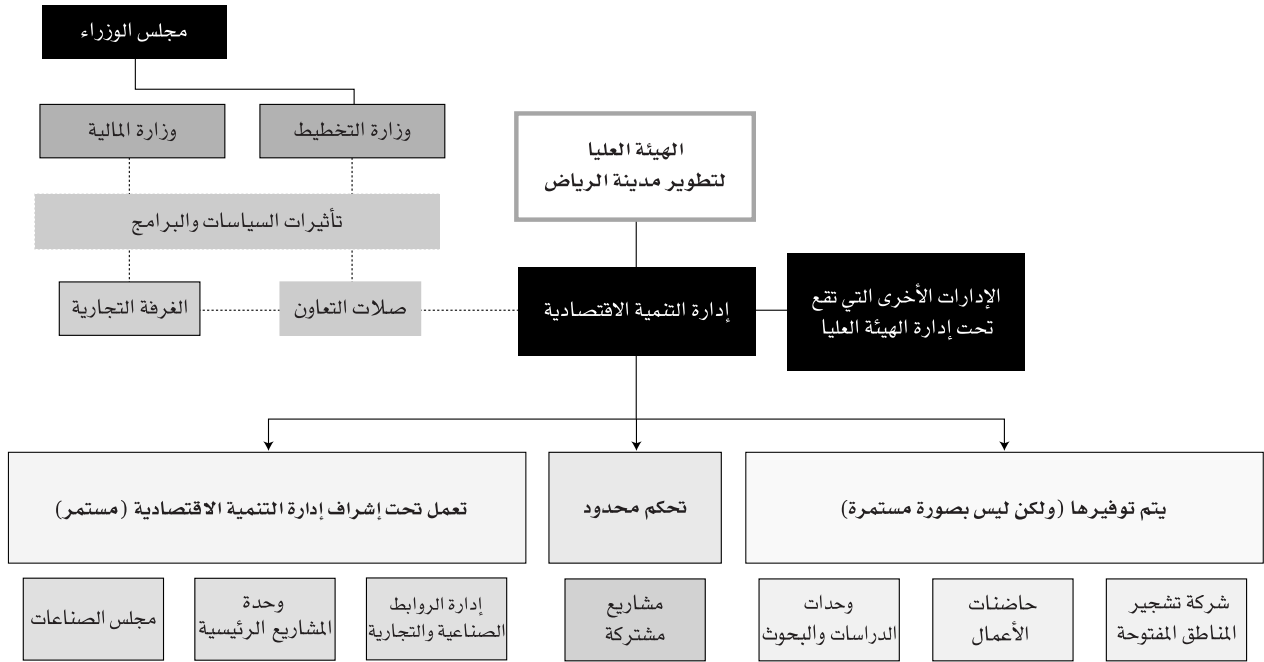 مجلس الوزراء
وزارة التخطيط
وزارة المالية
الهيئة العليا
لتطوير مدينة الرياض
تأثيرات السياسات والبرامج
الإدارات الأخرى التي تقع
تحت إدارة الهيئة العليا
إدارة التنمية الاقتصادية
صلات التعاون
الغرفة التجارية
يتم توفيرها (ولكن ليس بصورة مستمرة)
تحكم محدود
تعمل تحت إشراف إدارة التنمية الاقتصادية (مستمر)
شركة تشجير
المناطق المفتوحة
حاضنات
الأعمال
وحدات
الدراسات والبحوث
مشاريع
مشتركة
إدارة الروابط
الصناعية والتجارية
وحدة
المشاريع الرئيسية
مجلس الصناعات